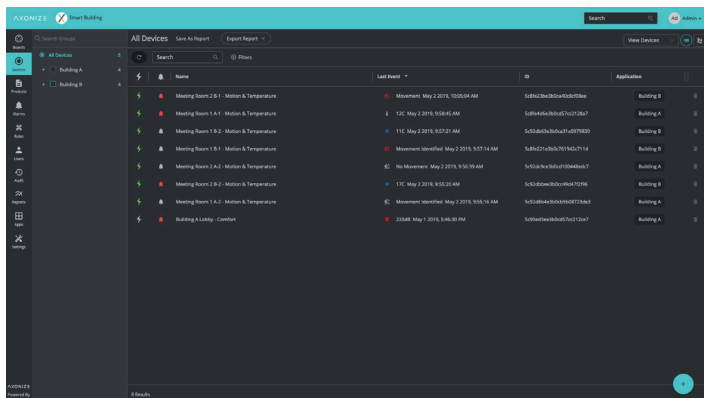 AXONIZE Smart Building Search Ad Admin
Boards
Devices
Products
Alarms
Rules
Users
Audit
Reports
Apps
Settings
AXONIZE
Powered By
Search Groups
All Devices 8
Building A 4
Building B 4
All Devices Save As Report Export Report View Devices
Search Filters
Name Last Event ID Application
Meeting Room 2 B-1 - Motion & Temperature Movement May 2 2019, 10:05:04 AM Building B
Meeting Room 1 A-1 - Motion & Temperature 12C May 2 2019, 9:58:45 AM Building A
Meeting Room 1 B-2 - Motion & Temperature 11C May 2 2019, 9:57:21 AM Building B
Meeting Room 1 B-1 - Motion & Temperature Movement Identified May 2 2019, 9:57:14 AM Building B
Meeting Room 2 A-2 - Motion & Temperature No Movement May 2 2019, 9:56:39 AM Building A
Meeting Room 2 B-2 - Motion & Temperature 17C May 2 2019, 9:55:20 AM Building B
Meeting Room 1 A-2 - Motion & Temperature Movement Identified May 2 2019, 9:55:16 AM Building A
Building A Lobby - Comfort 233dB May 1 2019, 5:46:30 PM Building A
8 Results